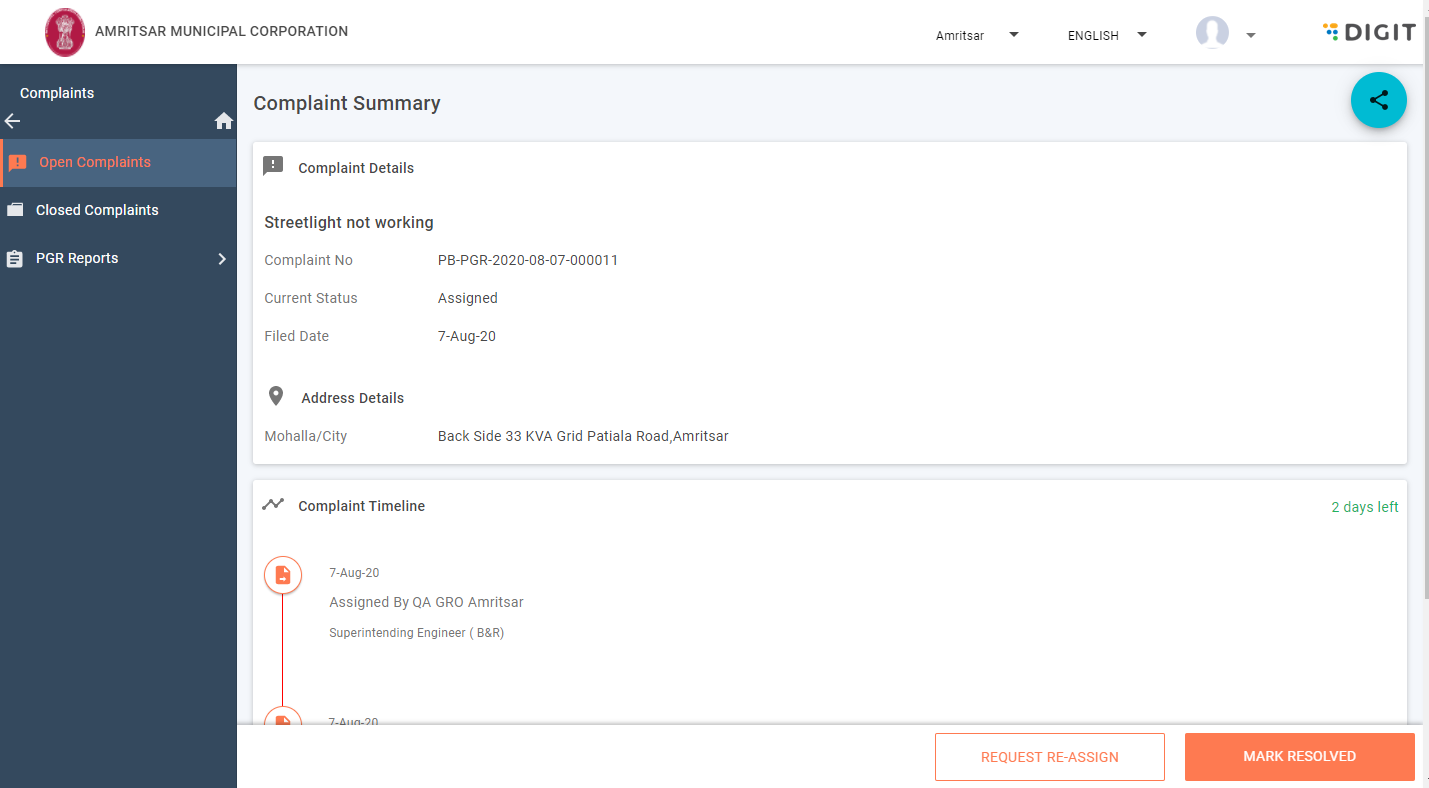 AMRITSAR MUNICIPAL CORPORATION
Amritsar
ENGLISH
DIGIT
Complaints
Open Complaints
Closed Complaints
PGR Reports
Complaint Summary
Complaint Details
Streetlight not working
Complaint No PB-PGR-2020-08-07-000011
Current Status Assigned
Filed Date 7-Aug-20
Address Details
Mohalla/City Back Side 33 KVA Grid Patiala Road,Amritsar
Complaint Timeline 2 days left
7-Aug-20
Assigned By QA GRO Amritsar
Superintending Engineer ( B&R)
7-Aug-20
REQUEST RE-ASSIGN MARK RESOLVED